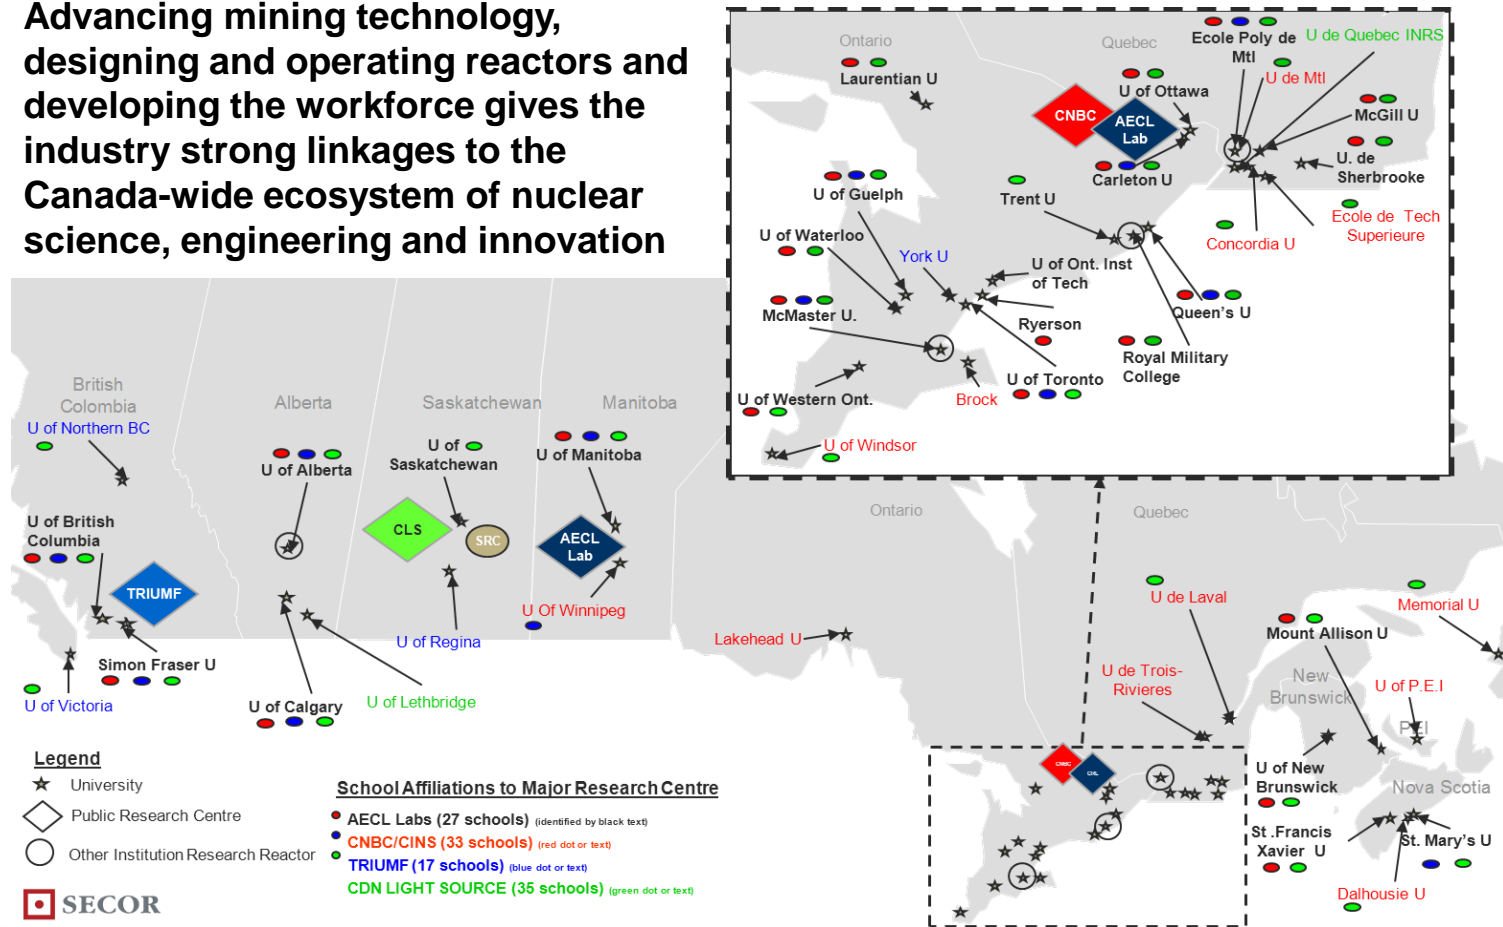 Advancing mining technology,
designing and operating reactors and
developing the workforce gives the
industry strong linkages to the
Canada-wide ecosystem of nuclear
science, engineering and innovation
Ontario
Laurentian U
Quebec
U of Ottawa
Ecole Poly de
Mtl
U de Quebec INRS
U de Mtl
McGill U
CNBC
AECL
Lab
U. de
Sherbrooke
Carleton U
U of Guelph
Trent U
Ecole de Tech
Superieure
Concordia U
U of Waterloo
York U
U of Ont. Inst
of Tech
McMaster U.
Ryerson
Queen's U
Royal Military
College
U of Toronto
U of Western Ont.
Brock
U of Windsor
British
Colombia
U of Northern BC
Alberta
U of Alberta
Saskatchewan
U of
Saskatchewan
Manitoba
U of Manitoba
U of British
Columbia
TRIUMF
CLS
SRC
AECL
Lab
U Of Winnipeg
U of Regina
Simon Fraser U
U of Victoria
U of Calgary
U of Lethbridge
Ontario
Quebec
Lakehead U
U de Laval
U de Trois-
Rivieres
Mount Allison U
Memorial U
New
Brunswick
U of P.E.I
PEI
U of New
Brunswick
Nova Scotia
St .Francis
Xavier U
St. Mary's U
Dalhousie U
CNBC
CRL
Legend
University
Public Research Centre
Other Institution Research Reactor
School Affiliations to Major Research Centre
AECL Labs (27 schools) (identified by black text)
CNBC/CINS (33 schools) (red dot or text)
TRIUMF (17 schools) (blue dot or text)
CDN LIGHT SOURCE (35 schools) (green dot or text)
SECOR